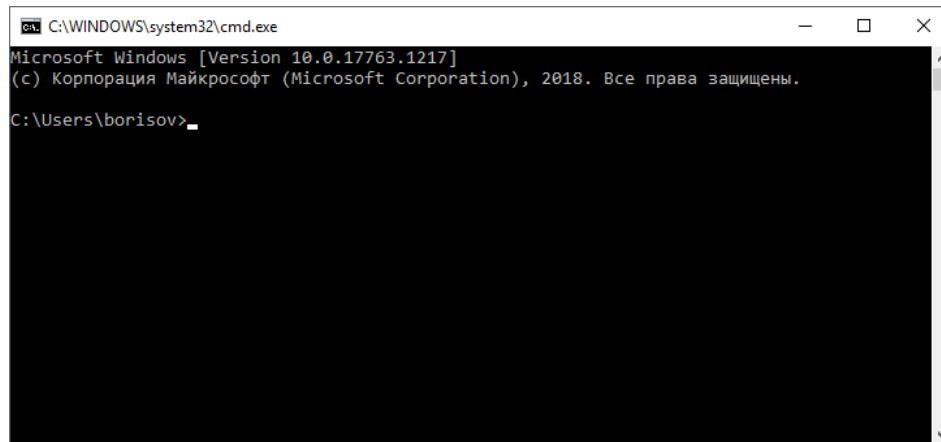 C:\WINDOWS\system32\cmd.exe
Microsoft Windows [Version 10.0.17763.1217]
(c) Корпорация Майкрософт (Microsoft Corporation), 2018. Все права защищены.
C:\Users\borisov>